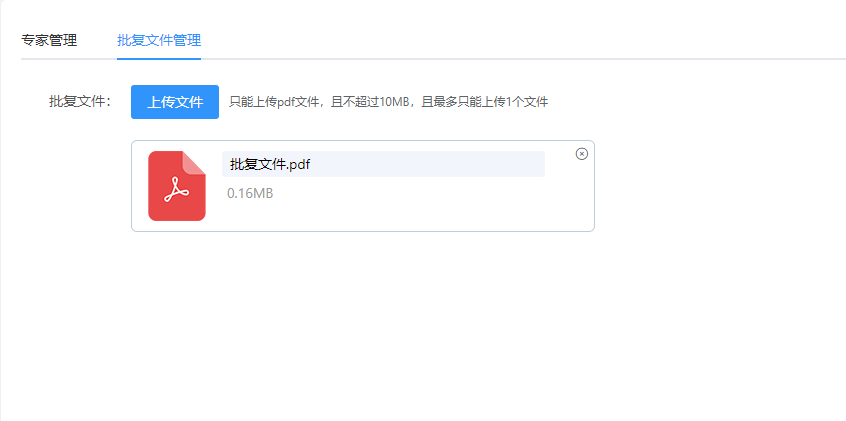 专家管理 批复文件管理
批复文件： 上传文件 只能上传pdf文件，且不超过10MB，且最多只能上传1个文件
批复文件.pdf
0.16MB